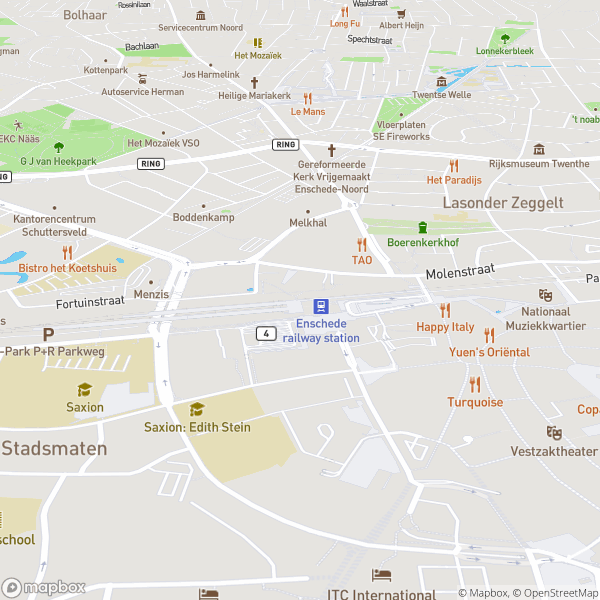 Rossinilaan
Waalstraat
Bolhaar
Long Fu
Albert Heijn
Servicecentrum Noord
Spechtstraat
Bachlaan
Het Mozaïek
Lonnekerbleek
Kottenpark
Jos Harmelink
Autoservice Herman
Heilige Mariakerk
Twentse Welle
Le Mans
Vloerplaten
SE Fireworks
't noab
EKC Nääs
Het Mozaïek VSO
RING
Gereformeerde
Kerk Vrijgemaakt
Enschede-Noord
G J van Heekpark
RING
RING
Het Paradijs
Rijksmuseum Twenthe
Kantorencentrum
Schuttersveld
Boddenkamp
Melkhal
Lasonder Zeggelt
Boerenkerkhof
Bistro het Koetshuis
TAO
Molenstraat
Pa
Menzis
Fortuinstraat
P
-Park P+R Parkweg
4
Enschede
railway station
Happy Italy
Nationaal
Muziekkwartier
Yuen's Oriëntal
Saxion
Saxion: Edith Stein
Turquoise
Copa
Stadsmaten
Vestzaktheater
school
ITC International
mapbox
© Mapbox, © OpenStreetMap